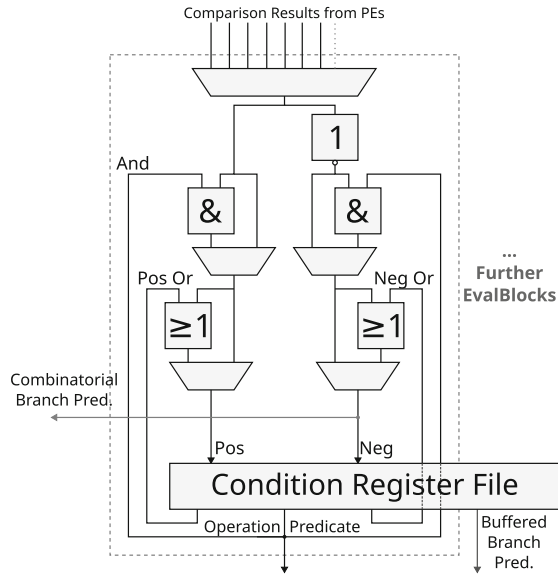 Comparison Results from PEs
1
And
&
&
...
Further
EvalBlocks
Pos Or
Neg Or
≥1
≥1
Combinatorial
Branch Pred.
Pos
Neg
Condition Register File
Operation Predicate
Buffered
Branch
Pred.